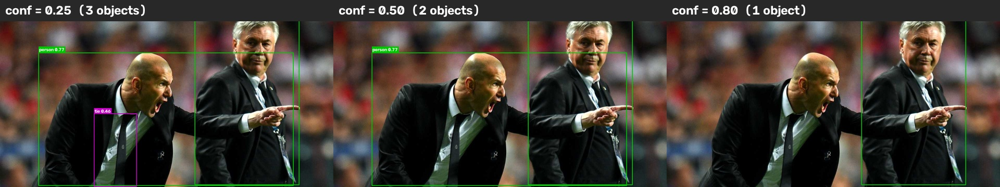 conf = 0.25 (3 objects)
conf = 0.50 (2 objects)
conf = 0.80 (1 object)
person 0.77
tie 0.46
person 0.77